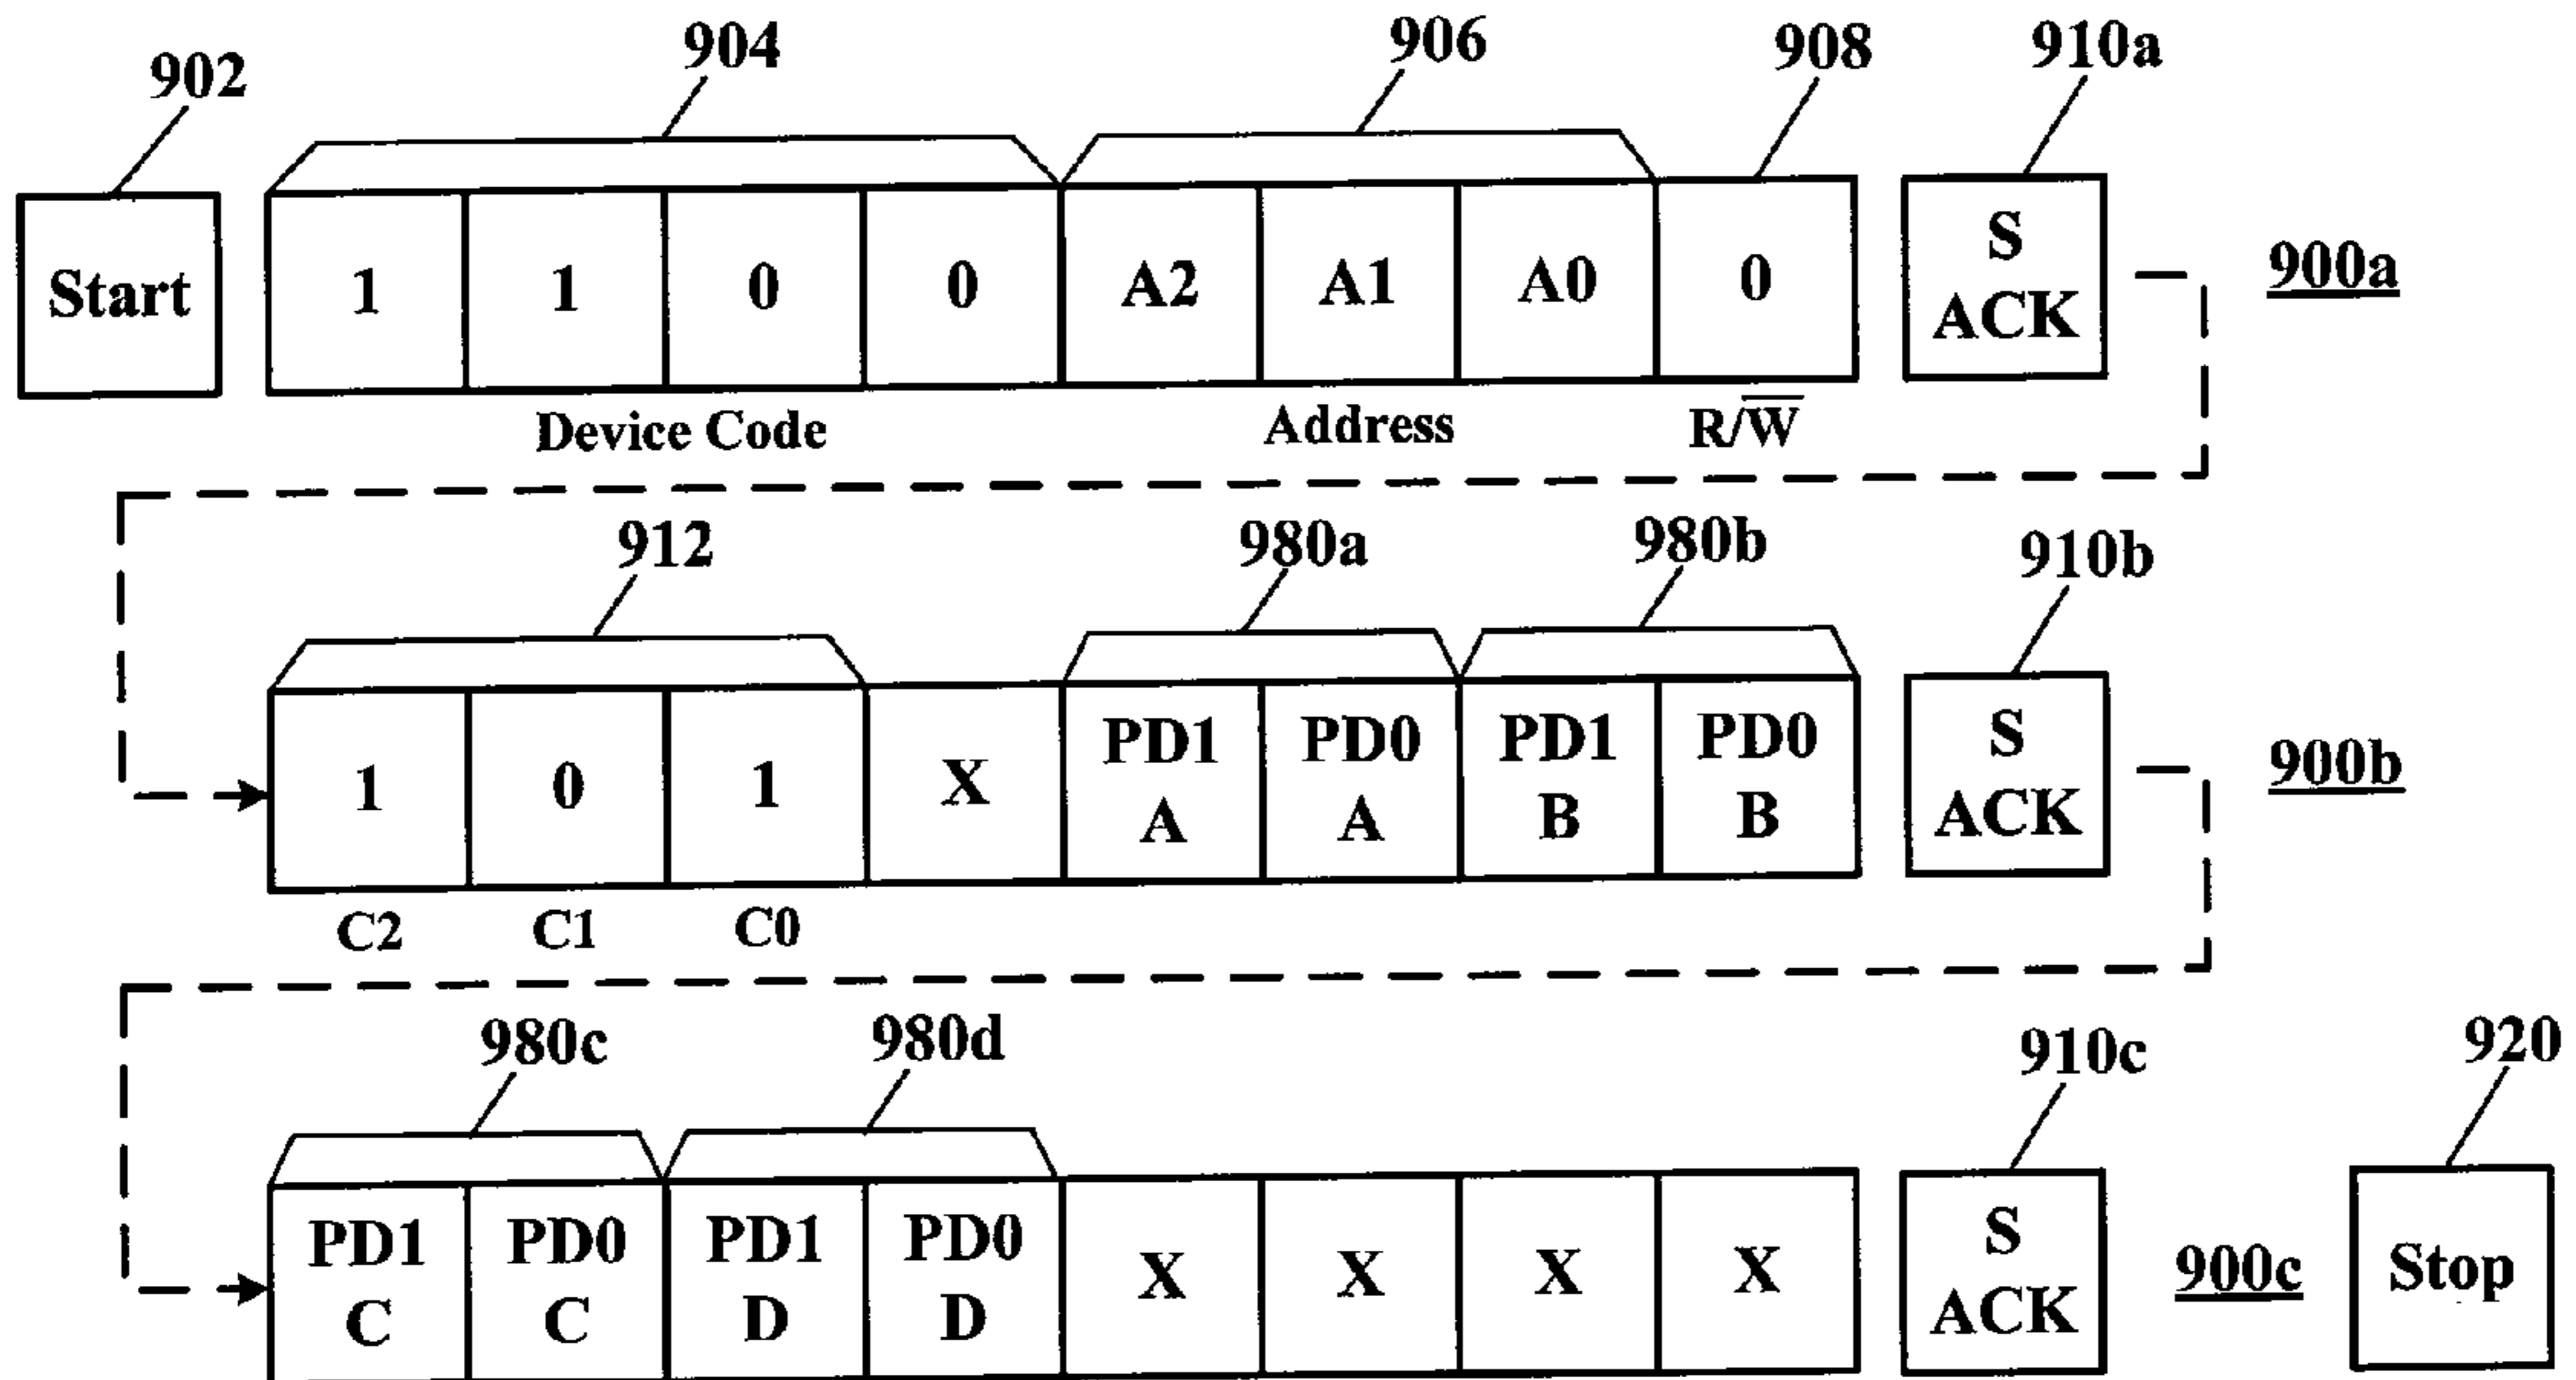 902 904 906 908 910a
Start 1 1 0 0 A2 A1 A0 0 S ACK 900a
Device Code Address R/W̅
912 980a 980b 910b
1 0 1 X PD1 A PD0 A PD1 B PD0 B S ACK 900b
C2 C1 C0
980c 980d 910c 920
PD1 C PD0 C PD1 D PD0 D X X X X S ACK 900c Stop